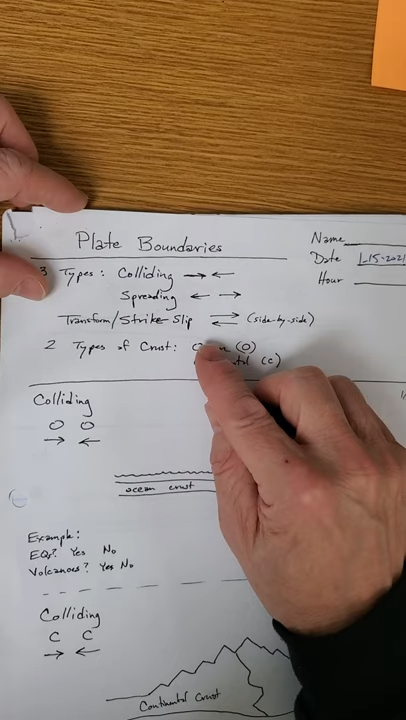 Plate Boundaries
Name
Date 1-15-2021
Hour
3 Types: Colliding → ←
Spreading ← →
Transform/Strike-Slip → ← (side-by-side)
2 Types of Crust: (O)
(C)
Colliding
O O
→ ←
ocean crust
Example:
EQs? Yes No
Volcanoes? Yes No
Colliding
C C
→ ←
Continental Crust